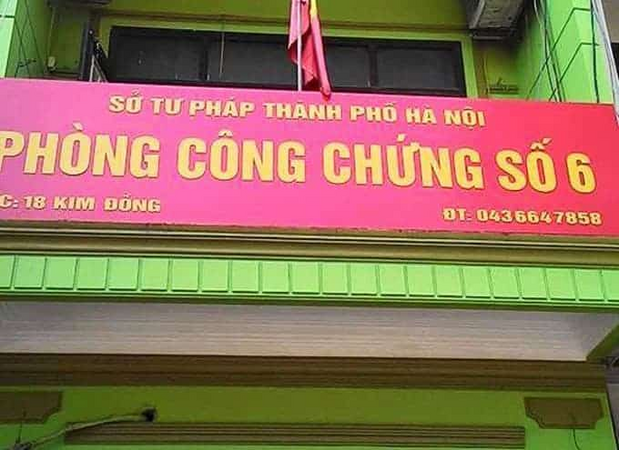 SỞ TƯ PHÁP THÀNH PHỐ HÀ NỘI
PHÒNG CÔNG CHỨNG SỐ 6
C: 18 KIM ĐỒNG
ĐT: 0436647858